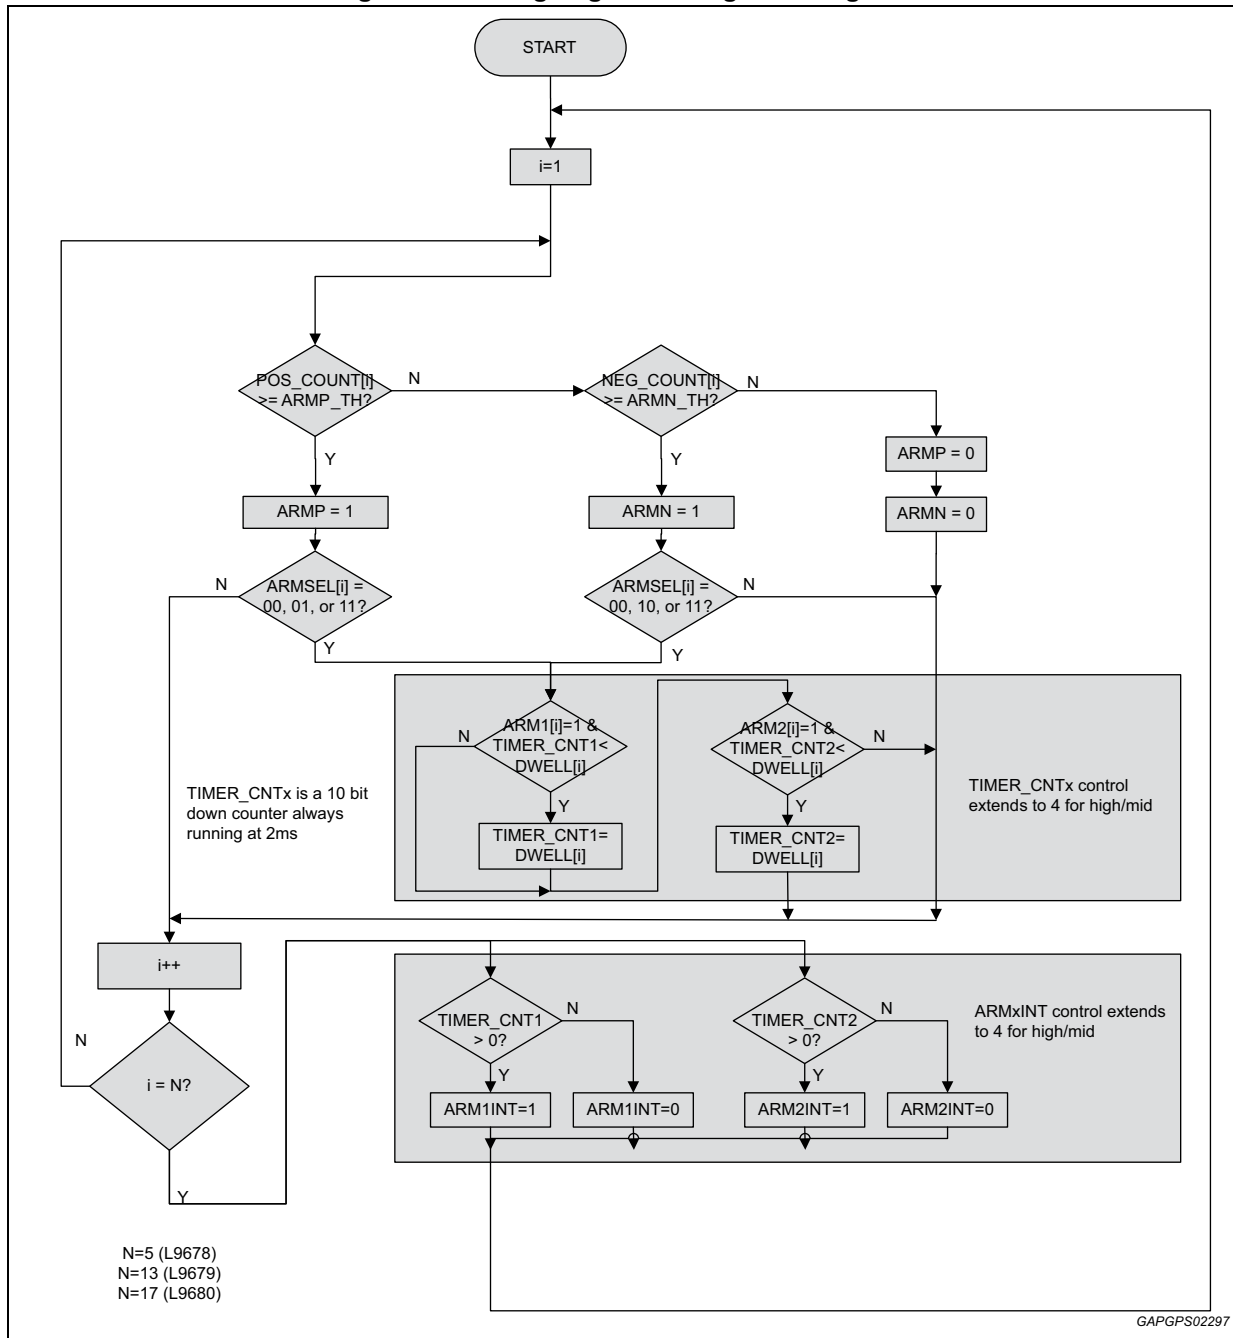 START
i=1
POS_COUNT[i]
>= ARMP_TH?
N
NEG_COUNT[i]
>= ARMN_TH?
N
Y
Y
ARMP = 0
ARMP = 1
ARMN = 1
ARMN = 0
N
ARMSEL[i] =
00, 01, or 11?
ARMSEL[i] =
00, 10, or 11?
N
Y
Y
N
ARM1[i]=1 &
TIMER_CNT1<
DWELL[i]
ARM2[i]=1 &
TIMER_CNT2<
DWELL[i]
N
TIMER_CNTx is a 10 bit
down counter always
running at 2ms
TIMER_CNTx control
extends to 4 for high/mid
Y
Y
TIMER_CNT1=
DWELL[i]
TIMER_CNT2=
DWELL[i]
i++
TIMER_CNT1
> 0?
N
TIMER_CNT2
> 0?
N
ARMxINT control extends
to 4 for high/mid
N
i = N?
Y
Y
ARM1INT=1
ARM1INT=0
ARM2INT=1
ARM2INT=0
Y
N=5 (L9678)
N=13 (L9679)
N=17 (L9680)
GAPGPS02297